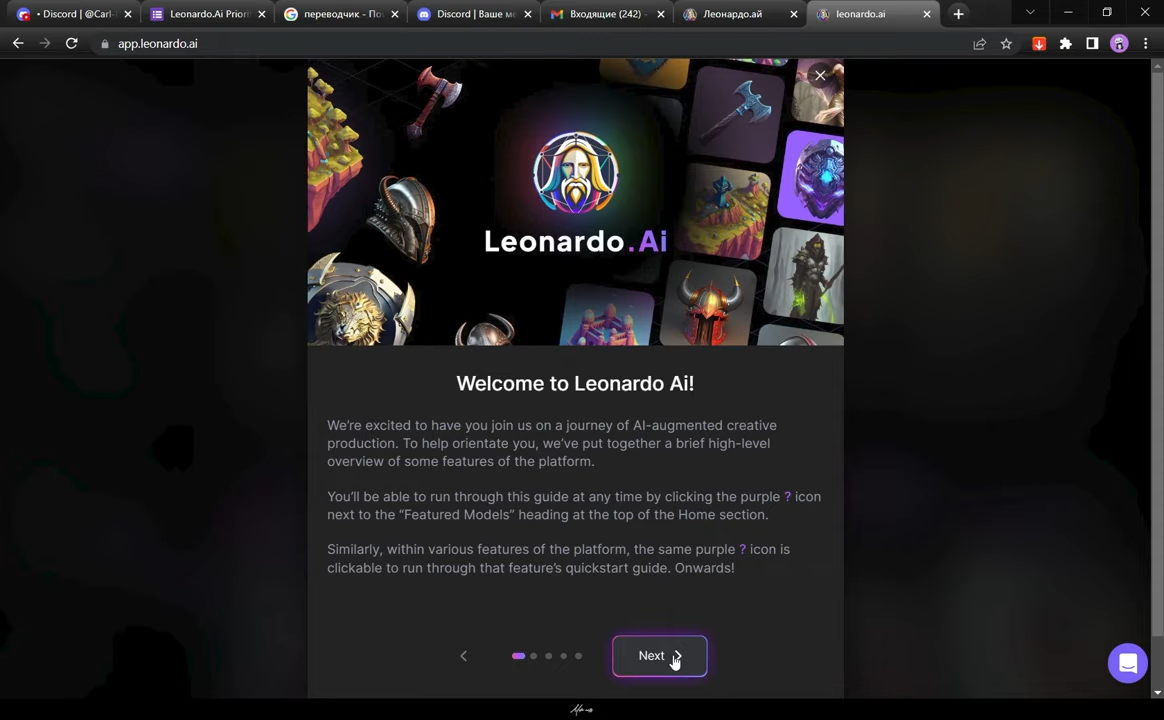 • Discord | @Carl-
Leonardo.Ai Priori
переводчик - По
Discord | Ваше ме
Входящие (242) -
Леонардо.ай
leonardo.ai
app.leonardo.ai
Leonardo.Ai
Welcome to Leonardo Ai!
We’re excited to have you join us on a journey of AI-augmented creative
production. To help orientate you, we’ve put together a brief high-level
overview of some features of the platform.
You’ll be able to run through this guide at any time by clicking the purple ? icon
next to the “Featured Models” heading at the top of the Home section.
Similarly, within various features of the platform, the same purple ? icon is
clickable to run through that feature’s quickstart guide. Onwards!
Next